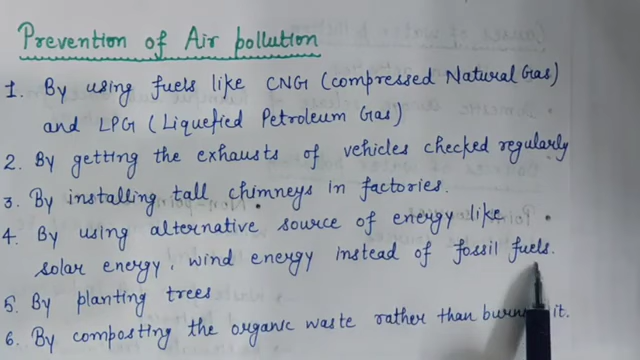 Prevention of Air pollution
1. By using fuels like CNG (compressed Natural Gas)
and LPG (Liquefied Petroleum Gas)
2. By getting the exhausts of vehicles checked regularly
3. By installing tall chimneys in factories.
4. By using alternative source of energy like
solar energy, wind energy instead of fossil fuels.
5. By planting trees
6. By composting the organic waste rather than it.